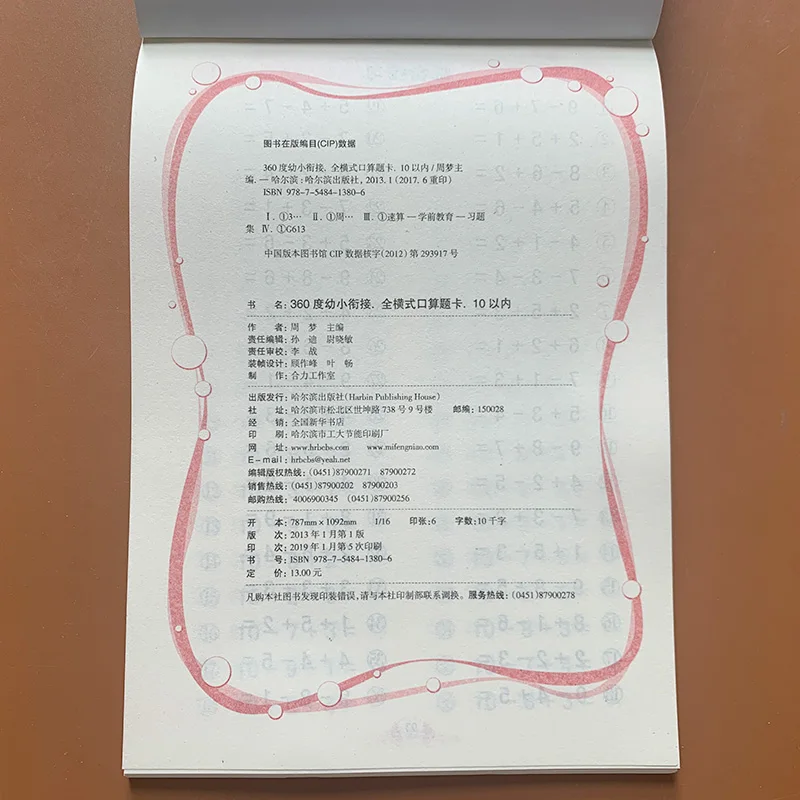 图书在版编目(CIP)数据
360度幼小衔接. 全横式口算题卡. 10以内 / 周梦主
编. — 哈尔滨 : 哈尔滨出版社, 2013. 1 (2017. 6 重印)
ISBN 978-7-5484-1380-6
Ⅰ. ①3… Ⅱ. ①周… Ⅲ. ①速算 — 学前教育 — 习题
集 Ⅳ. ①G613
中国版本图书馆CIP数据核字(2012) 第293917号
书 名: 360度幼小衔接. 全横式口算题卡. 10以内
作 者: 周 梦 主编
责任编辑: 孙 迪 尉晓敏
责任审校: 李 战
装帧设计: 顾作峰 叶 畅
制 作: 合力工作室
出版发行: 哈尔滨出版社(Harbin Publishing House)
社 址: 哈尔滨市松北区世坤路738号9号楼 邮编: 150028
经 销: 全国新华书店
印 刷: 哈尔滨市工大节能印刷厂
网 址: www.hrbcbs.com www.mifengniao.com
E-mail: hrbcbs@yeah.net
编辑版权热线: (0451)87900271 87900272
销售热线: (0451)87900202 87900203
邮购热线: 4006900345 (0451)87900256
开 本: 787mm×1092mm 1/16 印张: 6 字数: 10千字
版 次: 2013年1月第1版
印 次: 2019年1月第5次印刷
书 号: ISBN 978-7-5484-1380-6
定 价: 13.00元
凡购本社图书发现印装错误, 请与本社印制部联系调换。 服务热线: (0451)87900278